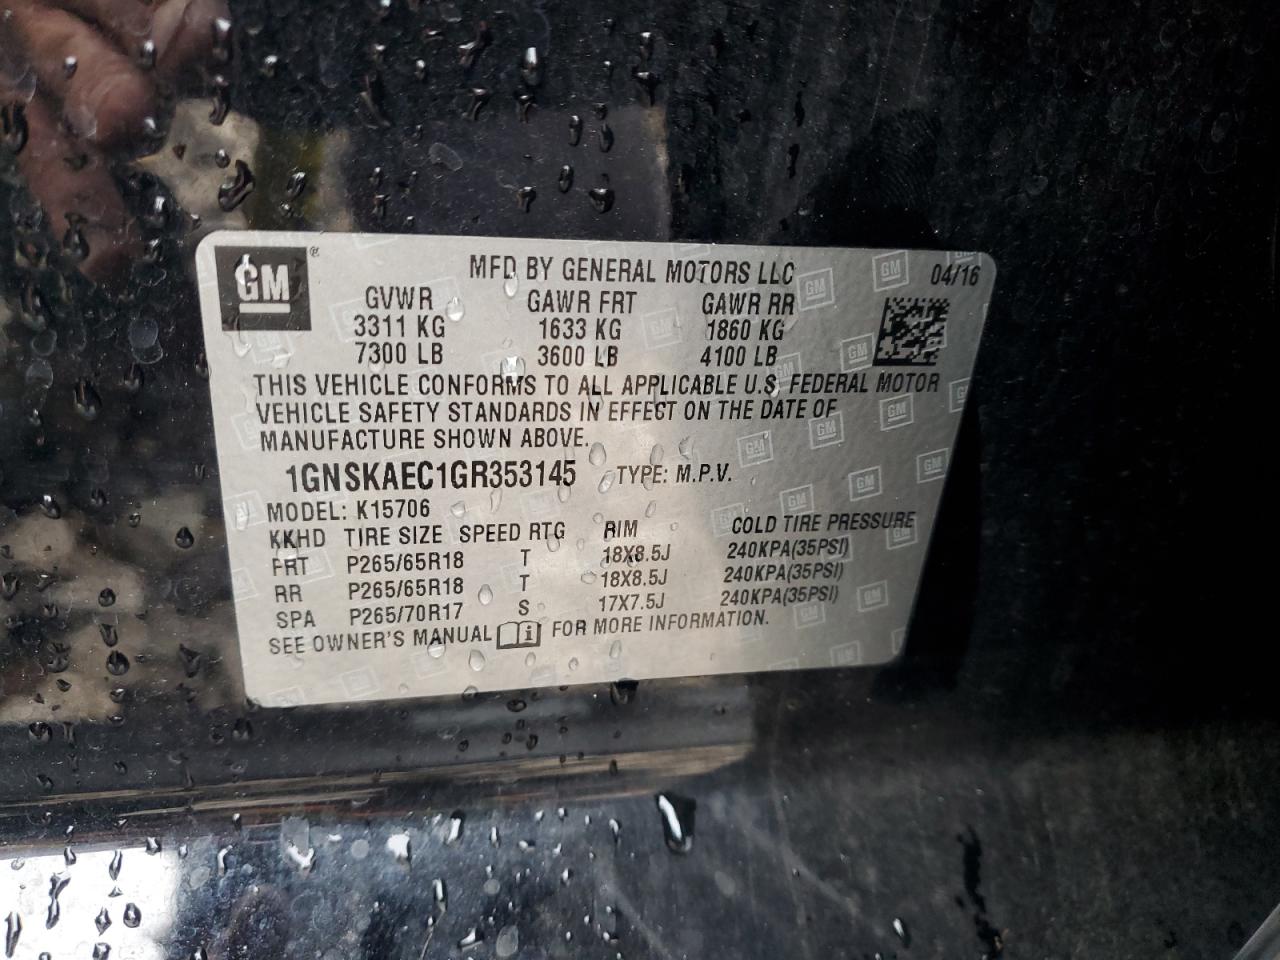 GM ® MFD BY GENERAL MOTORS LLC 04/16
GVWR GAWR FRT GAWR RR
3311 KG 1633 KG 1860 KG
7300 LB 3600 LB 4100 LB
THIS VEHICLE CONFORMS TO ALL APPLICABLE U.S. FEDERAL MOTOR
VEHICLE SAFETY STANDARDS IN EFFECT ON THE DATE OF
MANUFACTURE SHOWN ABOVE.
1GNSKAEC1GR353145 TYPE: M.P.V.
MODEL: K15706
KKHD TIRE SIZE SPEED RTG RIM COLD TIRE PRESSURE
FRT P265/65R18 T 18X8.5J 240KPA(35PSI)
RR P265/65R18 T 18X8.5J 240KPA(35PSI)
SPA P265/70R17 S 17X7.5J 240KPA(35PSI)
SEE OWNER'S MANUAL i FOR MORE INFORMATION.